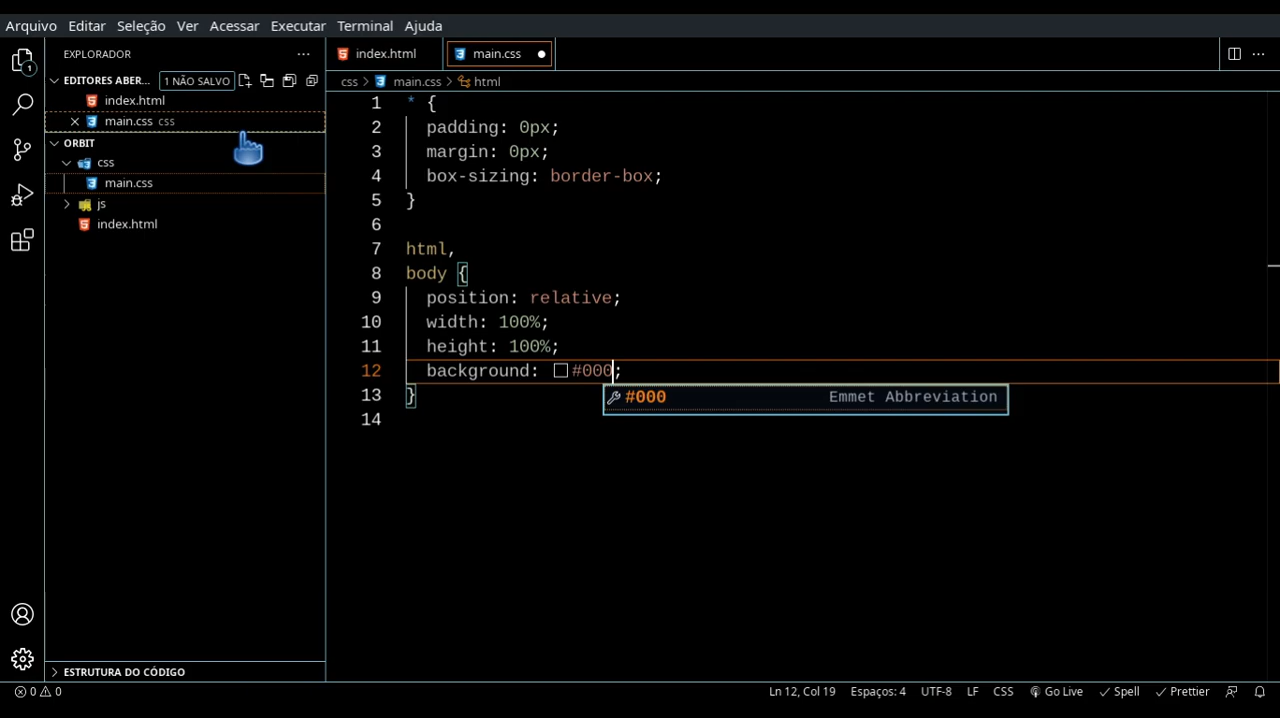 Arquivo Editar Seleção Ver Acessar Executar Terminal Ajuda
EXPLORADOR
EDITORES ABER... 1 NÃO SALVO
index.html
main.css css
ORBIT
css
main.css
js
index.html
ESTRUTURA DO CÓDIGO
1
index.html main.css
css > main.css > html
1 * {
2 padding: 0px;
3 margin: 0px;
4 box-sizing: border-box;
5 }
6
7 html,
8 body {
9 position: relative;
10 width: 100%;
11 height: 100%;
12 background: #000;
13 }
14
#000 Emmet Abbreviation
0 0 Ln 12, Col 19 Espaços: 4 UTF-8 LF CSS Go Live Spell Prettier